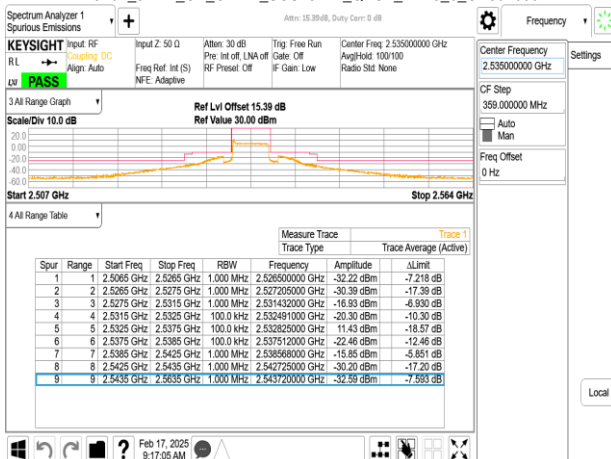 Spectrum Analyzer 1
Spurious Emissions
Attn: 15.39dB, Duty Corr: 0 dB
Frequency
KEYSIGHT
RL
PASS
Input: RF
Coupling: DC
Align: Auto
Input Z: 50 Ω
Freq Ref: Int (S)
NFE: Adaptive
Atten: 30 dB
Pre: Int off, LNA off
RF Presel: Off
Trig: Free Run
Gate: Off
IF Gain: Low
Center Freq: 2.535000000 GHz
Avg|Hold: 100/100
Radio Std: None
Center Frequency
2.535000000 GHz
Settings
CF Step
359.000000 MHz
Auto
Man
Freq Offset
0 Hz
3 All Range Graph
Scale/Div 10.0 dB
Ref Lvl Offset 15.39 dB
Ref Value 30.00 dBm
20.0
0.00
-20.0
-40.0
-60.0
Start 2.507 GHz
Stop 2.564 GHz
4 All Range Table
Measure Trace Trace 1
Trace Type Trace Average (Active)
Spur Range Start Freq Stop Freq RBW Frequency Amplitude ΔLimit
1 1 2.5065 GHz 2.5265 GHz 1.000 MHz 2.526500000 GHz -32.22 dBm -7.218 dB
2 2 2.5265 GHz 2.5275 GHz 1.000 MHz 2.527205000 GHz -30.39 dBm -17.39 dB
3 3 2.5275 GHz 2.5315 GHz 1.000 MHz 2.531432000 GHz -16.93 dBm -6.930 dB
4 4 2.5315 GHz 2.5325 GHz 100.0 kHz 2.532491000 GHz -20.30 dBm -10.30 dB
5 5 2.5325 GHz 2.5375 GHz 100.0 kHz 2.532825000 GHz 11.43 dBm -18.57 dB
6 6 2.5375 GHz 2.5385 GHz 100.0 kHz 2.537512000 GHz -22.46 dBm -12.46 dB
7 7 2.5385 GHz 2.5425 GHz 1.000 MHz 2.538568000 GHz -15.85 dBm -5.851 dB
8 8 2.5425 GHz 2.5435 GHz 1.000 MHz 2.542725000 GHz -30.20 dBm -17.20 dB
9 9 2.5435 GHz 2.5635 GHz 1.000 MHz 2.543720000 GHz -32.59 dBm -7.593 dB
Local
Feb 17, 2025
9:17:05 AM